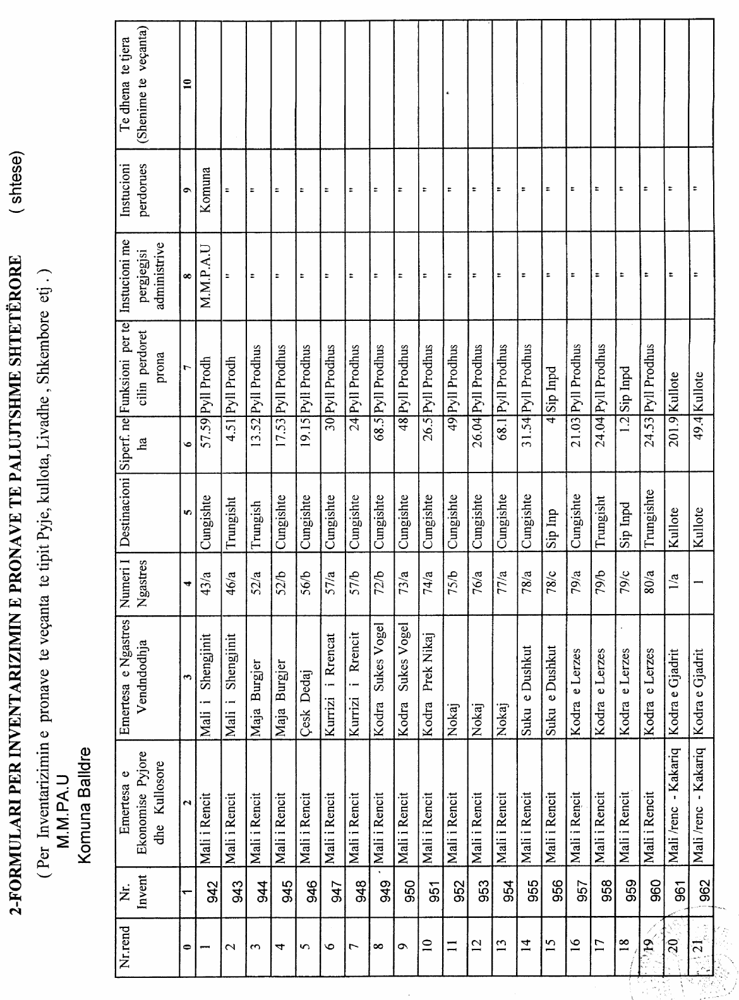 2-FORMULARI PER INVENTARIZIMIN E PRONAVE TE PALUJTSHME SHTETËRORE ( shtese)
( Per Inventarizimin e pronave te veçanta te tipit Pyje, kullota, Livadhe , Shkembore etj . )
M.M.PA.U
Komuna Balldre
Nr.rend | Nr. Invent | Emertesa e Ekonomise Pyjore dhe Kullosore | Emertesa e Ngastres Vendndodhja | Numeri I Ngastres | Destinacioni | Siperf. ne ha | Funksioni per te cilin perdoret prona | Instucioni me pergjegjsi administrive | Instucioni perdorues | Te dhena te tjera (Shenime te veçanta)
0 | 1 | 2 | 3 | 4 | 5 | 6 | 7 | 8 | 9 | 10
1 | 942 | Mali i Rencit | Mali i Shengjinit | 43/a | Cungishte | 57.59 | Pyll Prodh | M.M.P.A.U | Komuna
2 | 943 | Mali i Rencit | Mali i Shengjinit | 46/a | Trungisht | 4.51 | Pyll Prodh | " | "
3 | 944 | Mali i Rencit | Maja Burgjer | 52/a | Trungish | 13.52 | Pyll Prodhus | " | "
4 | 945 | Mali i Rencit | Maja Burgjer | 52/b | Cungishte | 17.53 | Pyll Prodhus | " | "
5 | 946 | Mali i Rencit | Çesk Dedaj | 56/b | Cungishte | 19.15 | Pyll Prodhus | " | "
6 | 947 | Mali i Rencit | Kurrizi i Rrencat | 57/a | Cungishte | 30 | Pyll Prodhus | " | "
7 | 948 | Mali i Rencit | Kurrizi i Rrencit | 57/b | Cungishte | 24 | Pyll Prodhus | " | "
8 | 949 | Mali i Rencit | Kodra Sukes Vogel | 72/b | Cungishte | 68.5 | Pyll Prodhus | " | "
9 | 950 | Mali i Rencit | Kodra Sukes Vogel | 73/a | Cungishte | 48 | Pyll Prodhus | " | "
10 | 951 | Mali i Rencit | Kodra Prek Nikaj | 74/a | Cungishte | 26.5 | Pyll Prodhus | " | "
11 | 952 | Mali i Rencit | Nokaj | 75/b | Cungishte | 49 | Pyll Prodhus | " | "
12 | 953 | Mali i Rencit | Nokaj | 76/a | Cungishte | 26.04 | Pyll Prodhus | " | "
13 | 954 | Mali i Rencit | Nokaj | 77/a | Cungishte | 68.1 | Pyll Prodhus | " | "
14 | 955 | Mali i Rencit | Suku e Dushkut | 78/a | Cungishte | 31.54 | Pyll Prodhus | " | "
15 | 956 | Mali i Rencit | Suku e Dushkut | 78/c | Sip Inp | 4 | Sip Inpd | " | "
16 | 957 | Mali i Rencit | Kodra e Lerzes | 79/a | Cungishte | 21.03 | Pyll Prodhus | " | "
17 | 958 | Mali i Rencit | Kodra e Lerzes | 79/b | Trungisht | 24.04 | Pyll Prodhus | " | "
18 | 959 | Mali i Rencit | Kodra e Lerzes | 79/c | Sip Inpd | 1.2 | Sip Inpd | " | "
19 | 960 | Mali i Rencit | Kodra e Lerzes | 80/a | Trungishte | 24.53 | Pyll Prodhus | " | "
20 | 961 | Mali /renc - Kakariq | Kodra e Gjadrit | 1/a | Kullote | 201.9 | Kullote | " | "
21 | 962 | Mali /renc - Kakariq | Kodra e Gjadrit | 1 | Kullote | 49.4 | Kullote | " | "